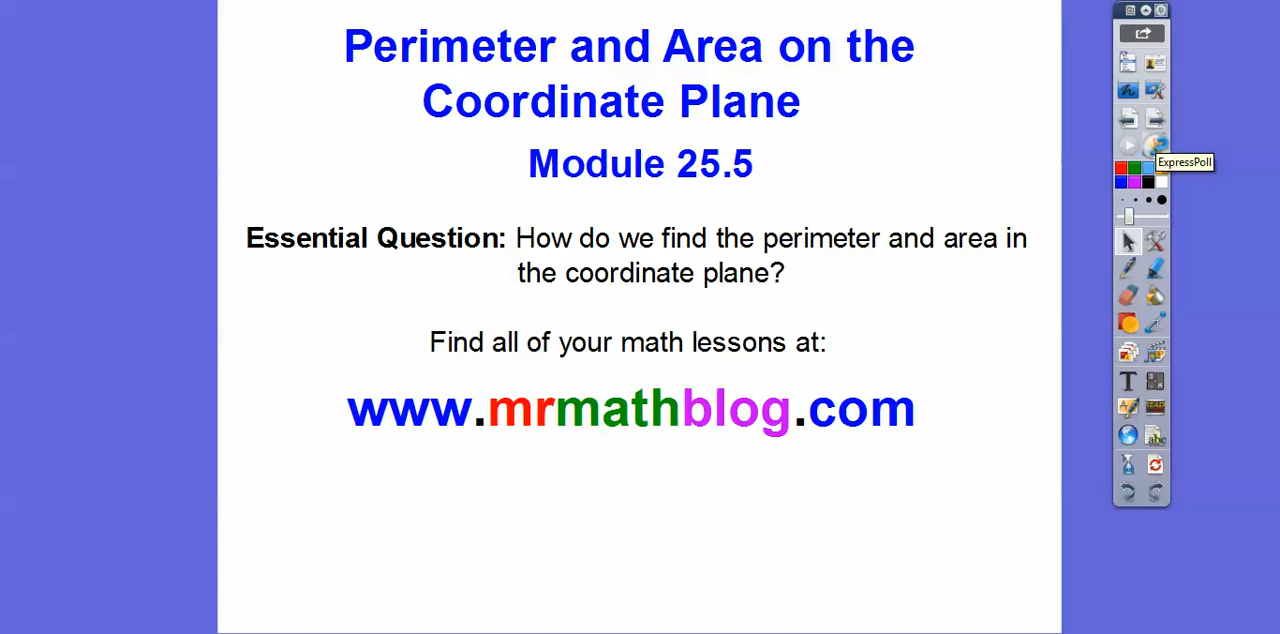 Perimeter and Area on the
Coordinate Plane
Module 25.5
Essential Question: How do we find the perimeter and area in
the coordinate plane?
Find all of your math lessons at:
www.mrmathblog.com
ExpressPoll